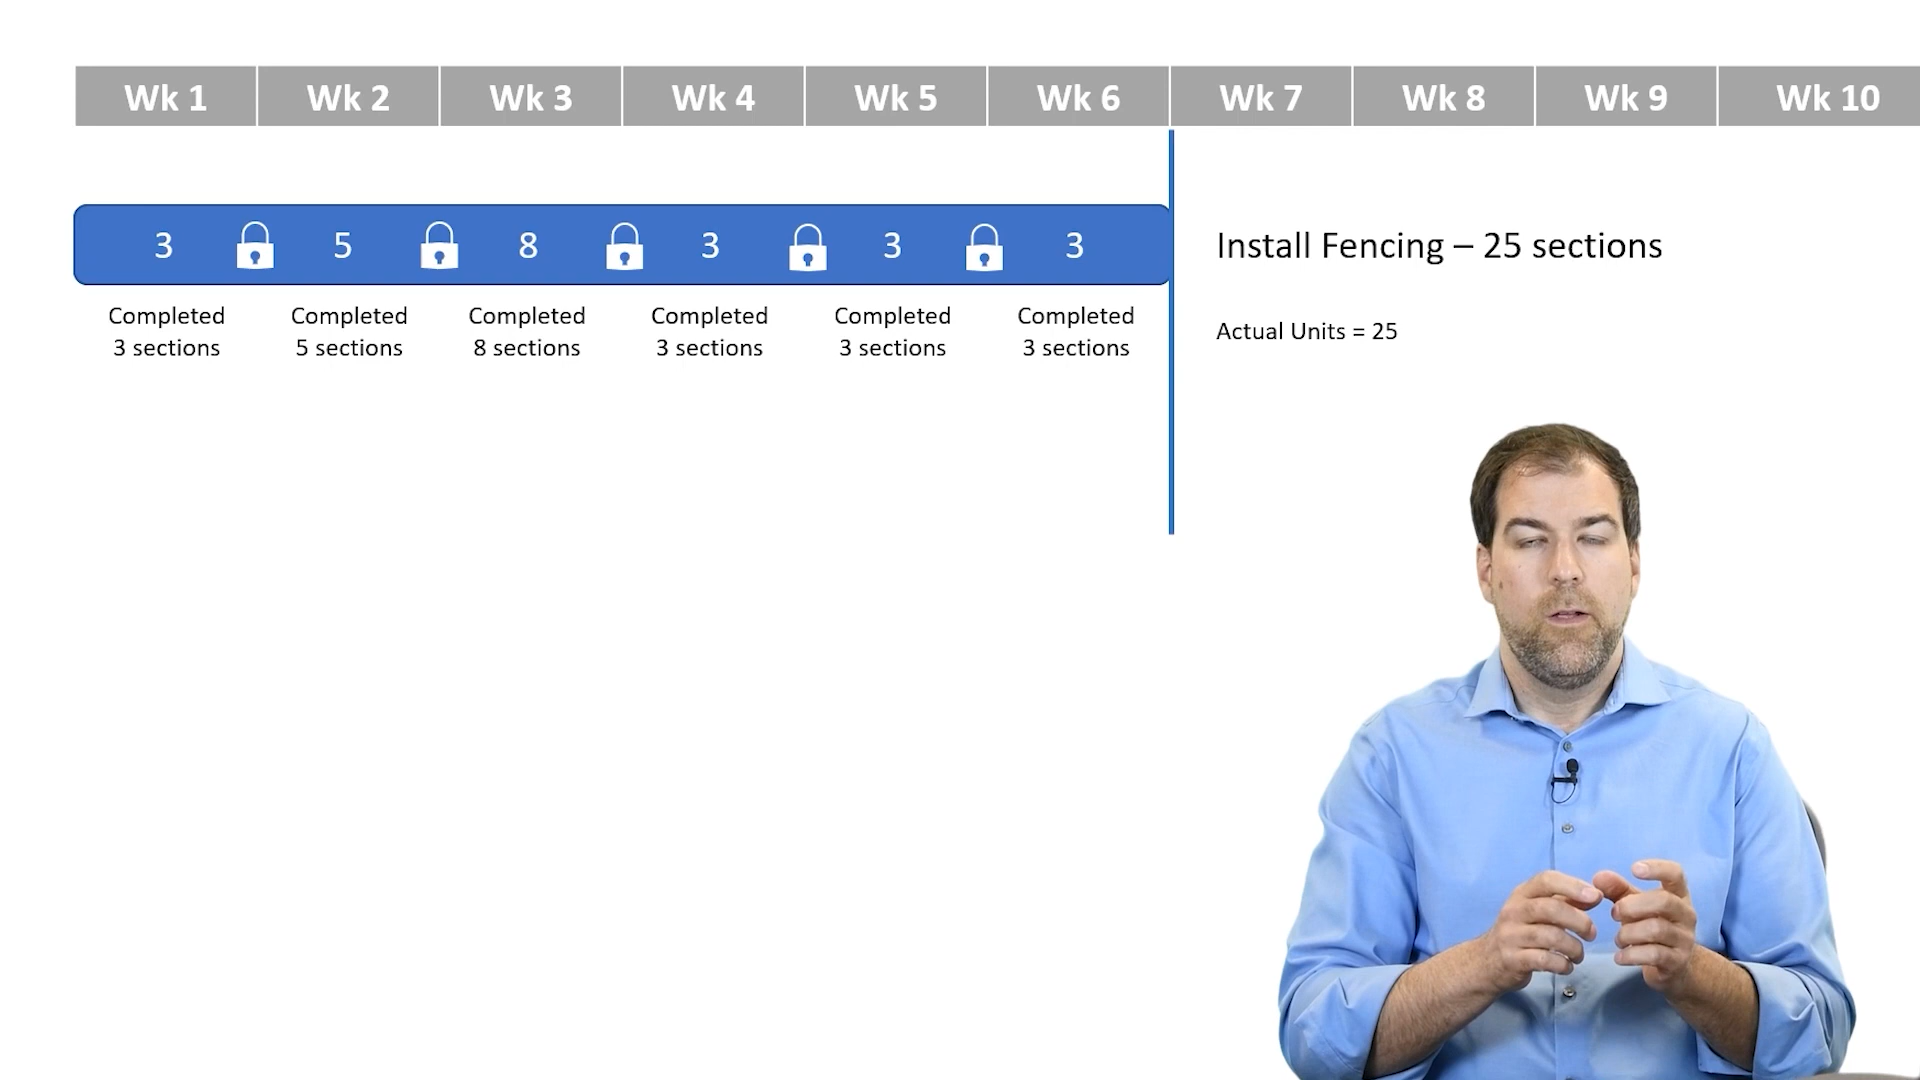 Wk 1 Wk 2 Wk 3 Wk 4 Wk 5 Wk 6 Wk 7 Wk 8 Wk 9 Wk 10
3 5 8 3 3 3
Install Fencing – 25 sections
Completed
3 sections
Completed
5 sections
Completed
8 sections
Completed
3 sections
Completed
3 sections
Completed
3 sections
Actual Units = 25